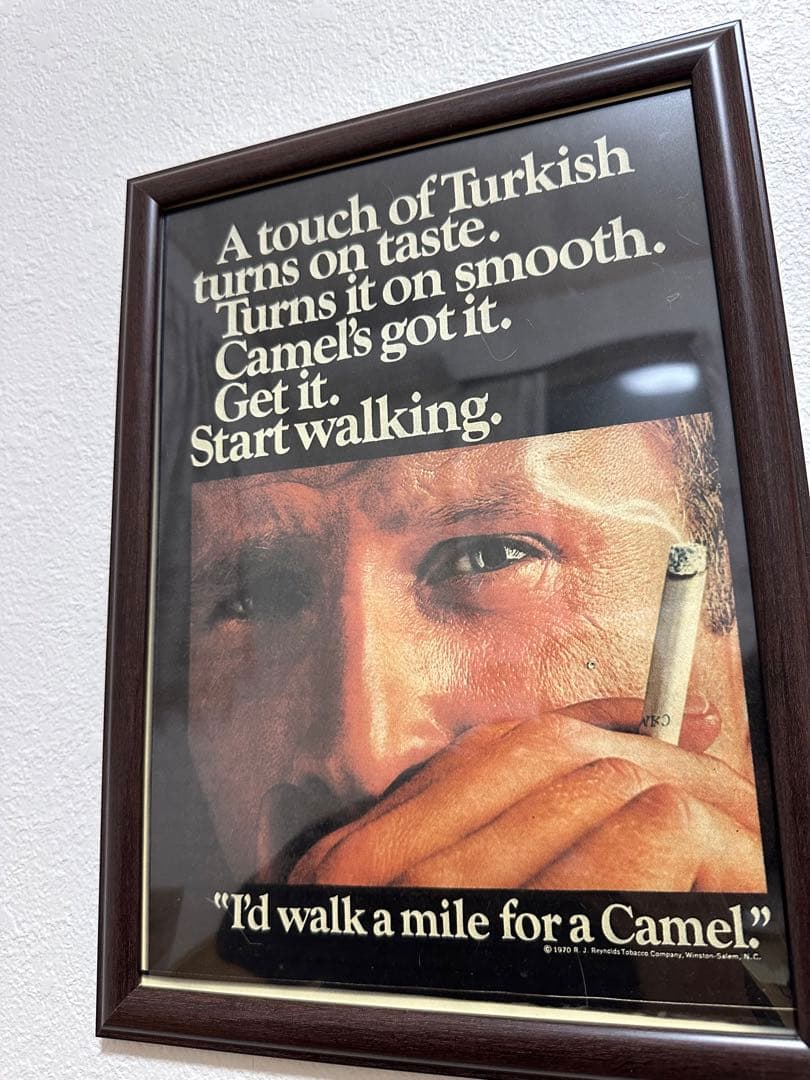 A touch of Turkish
turns on taste.
Turns it on smooth.
Camel's got it.
Get it.
Start walking.
CAM
“I'd walk a mile for a Camel.”
© 1970 R. J. Reynolds Tobacco Company, Winston-Salem, N.C.